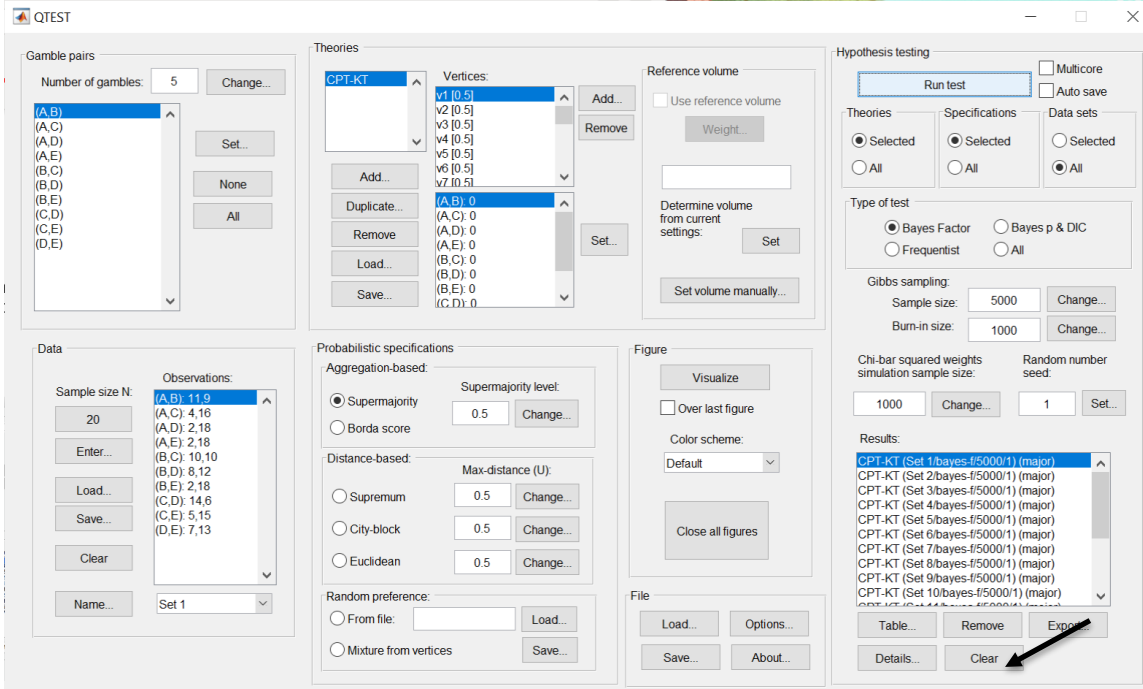 QTEST
Gamble pairs
Number of gambles: 5 Change...
(A,B)
(A,C)
(A,D)
(A,E)
(B,C)
(B,D)
(B,E)
(C,D)
(C,E)
(D,E)
Set...
None
All
Theories
CPT-KT
Add...
Duplicate...
Remove
Load...
Save...
Vertices:
v1 [0.5]
v2 [0.5]
v3 [0.5]
v4 [0.5]
v5 [0.5]
v6 [0.5]
v7 [0.5]
Add...
Remove
(A,B): 0
(A,C): 0
(A,D): 0
(A,E): 0
(B,C): 0
(B,D): 0
(B,E): 0
(C,D): 0
Set...
Reference volume
Use reference volume
Weight...
Determine volume
from current
settings:
Set
Set volume manually...
Hypothesis testing
Run test
Multicore
Auto save
Theories
Selected
All
Specifications
Selected
All
Data sets
Selected
All
Type of test
Bayes Factor Bayes p & DIC
Frequentist All
Gibbs sampling:
Sample size: 5000 Change...
Burn-in size: 1000 Change...
Chi-bar squared weights
simulation sample size:
1000 Change...
Random number
seed:
1 Set...
Results:
CPT-KT (Set 1/bayes-f/5000/1) (major)
CPT-KT (Set 2/bayes-f/5000/1) (major)
CPT-KT (Set 3/bayes-f/5000/1) (major)
CPT-KT (Set 4/bayes-f/5000/1) (major)
CPT-KT (Set 5/bayes-f/5000/1) (major)
CPT-KT (Set 6/bayes-f/5000/1) (major)
CPT-KT (Set 7/bayes-f/5000/1) (major)
CPT-KT (Set 8/bayes-f/5000/1) (major)
CPT-KT (Set 9/bayes-f/5000/1) (major)
CPT-KT (Set 10/bayes-f/5000/1) (major)
CPT-KT (Set 11/bayes-f/5000/1) (major)
Table... Remove Export...
Details... Clear
Data
Sample size N:
20
Enter...
Load...
Save...
Clear
Name... Set 1
Observations:
(A,B): 11,9
(A,C): 4,16
(A,D): 2,18
(A,E): 2,18
(B,C): 10,10
(B,D): 8,12
(B,E): 2,18
(C,D): 14,6
(C,E): 5,15
(D,E): 7,13
Probabilistic specifications
Aggregation-based:
Supermajority level:
Supermajority 0.5 Change...
Borda score
Distance-based:
Max-distance (U):
Supremum 0.5 Change...
City-block 0.5 Change...
Euclidean 0.5 Change...
Random preference:
From file: Load...
Mixture from vertices Save...
Figure
Visualize
Over last figure
Color scheme:
Default
Close all figures
File
Load... Options...
Save... About...